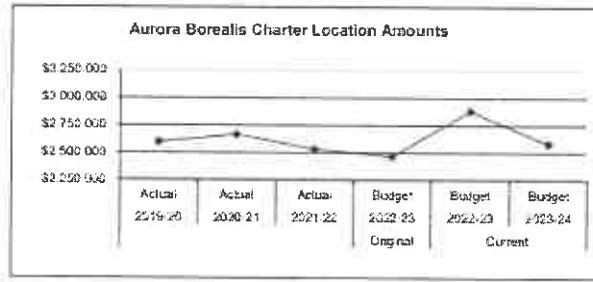 Aurora Borealis Charter Location Amounts
$3,250,000
$3,000,000
$2,750,000
$2,500,000
$2,250,000
Actual Actual Actual Budget Budget Budget
2019-20 2020-21 2021-22 2022-23 2022-23 2023-24
Original Current